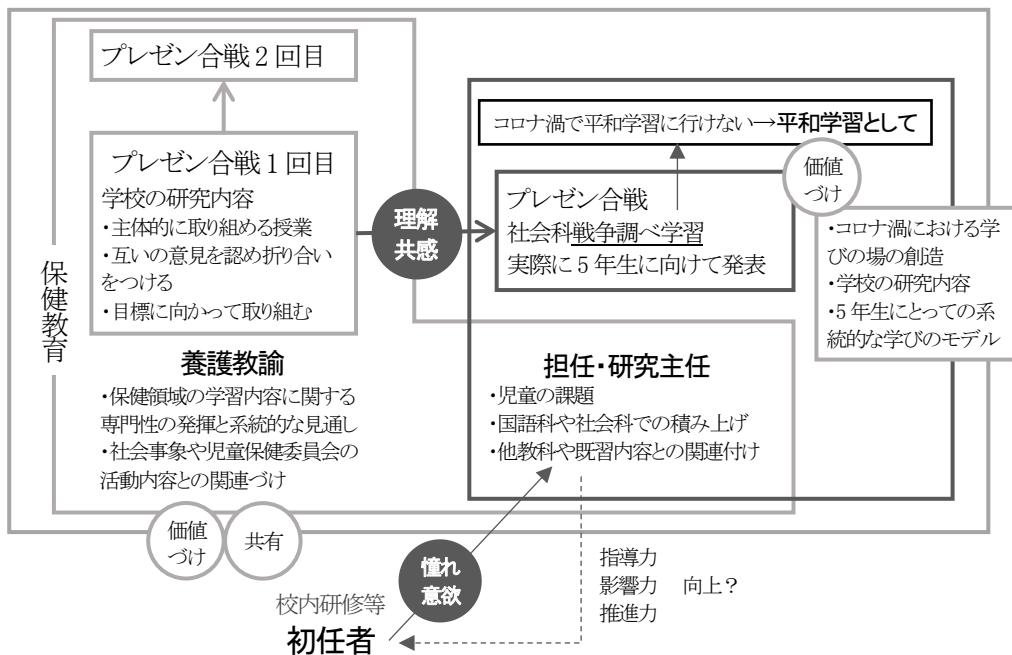 プレゼン合戦２回目
プレゼン合戦１回目
学校の研究内容
・主体的に取り組める授業
・互いの意見を認め折り合い
をつける
・目標に向かって取り組む
保健教育
養護教諭
・保健領域の学習内容に関する
専門性の発揮と系統的な見通し
・社会事象や児童保健委員会の
活動内容との関連づけ
価値
づけ
共有
理解
共感
コロナ渦で平和学習に行けない→平和学習として
プレゼン合戦
社会科戦争調べ学習
実際に５年生に向けて発表
価値
づけ
・コロナ渦における学
びの場の創造
・学校の研究内容
・５年生にとっての系
統的な学びのモデル
担任・研究主任
・児童の課題
・国語科や社会科での積み上げ
・他教科や既習内容との関連付け
憧れ
意欲
校内研修等
初任者
指導力
影響力　向上？
推進力